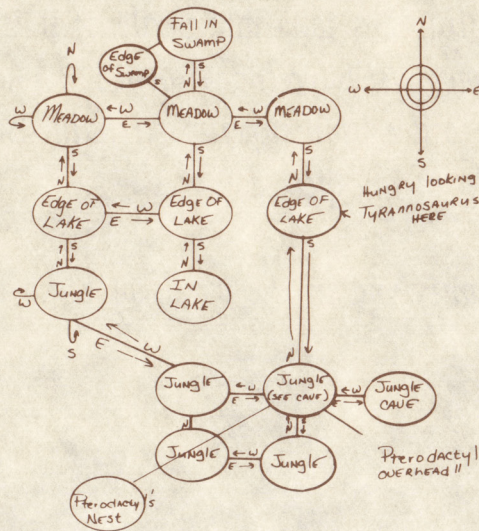 FALL IN
SWAMP
Edge
of Swamp
N
N
S
N
W
MEADOW
W
E
MEADOW
W
E
MEADOW
W
E
S
S
N
S
N
S
N
S
Edge OF
LAKE
W
E
Edge OF
LAKE
Edge OF
LAKE
HUNGRY looking
TYRANNOSAURUS
HERE
S
N
S
N
S
JUNGLE
W
IN
LAKE
S
E
W
N
S
JUNGLE
W
E
JUNGLE
(SEE CAVE)
W
E
JUNGLE
CAVE
N
N
S
JUNGLE
W
E
JUNGLE
Pterodactyl
OVERHEAD !!
Pterodactyl's
NEST